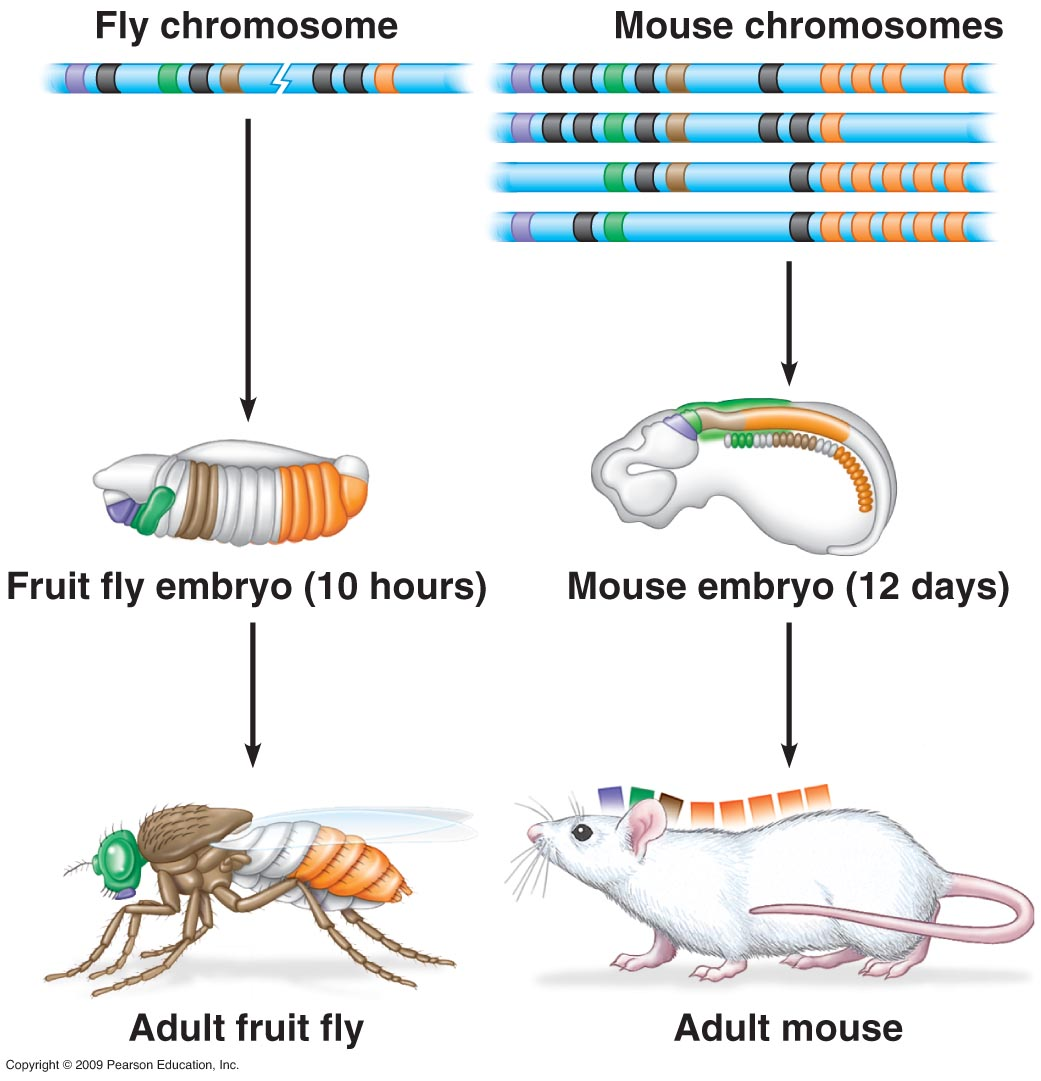 Fly chromosome
Mouse chromosomes
Fruit fly embryo (10 hours)
Mouse embryo (12 days)
Adult fruit fly
Adult mouse
Copyright © 2009 Pearson Education, Inc.